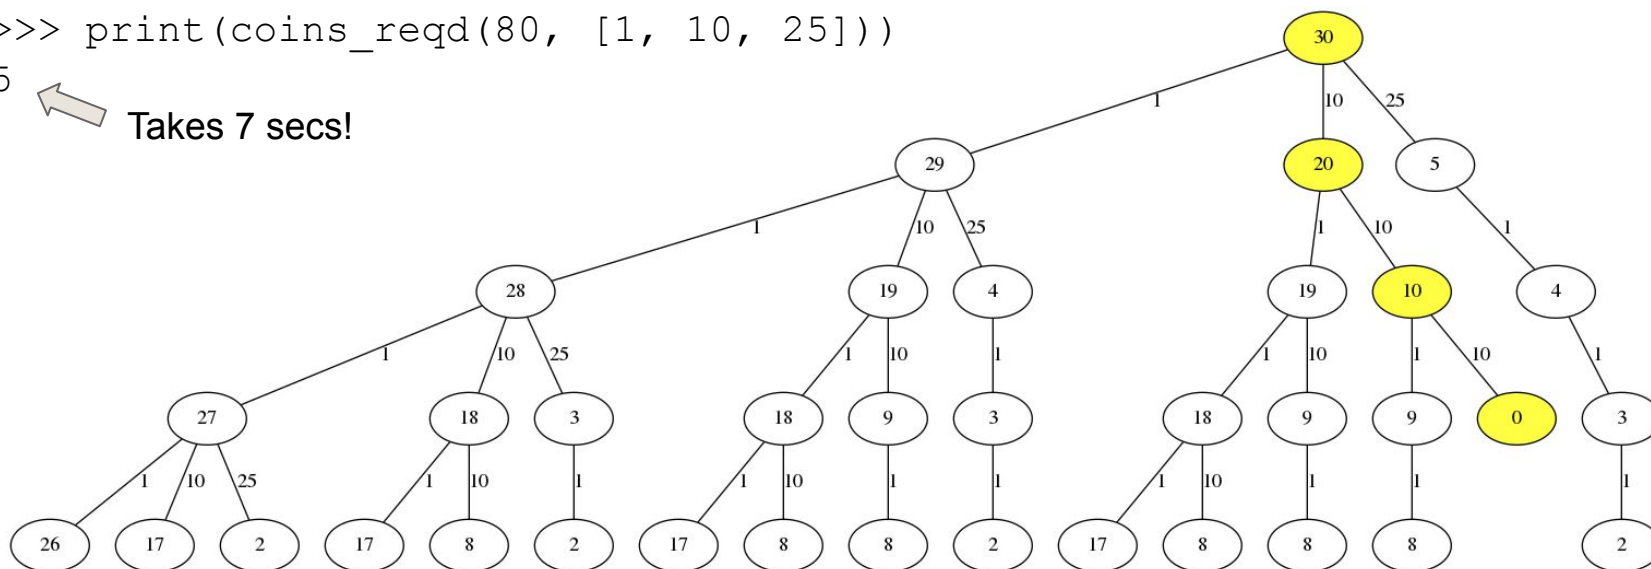 >>> print(coins_reqd(80, [1, 10, 25]))
5
Takes 7 secs!
30
1 10 25
29 20 5
1 10 25 1 10 1
28 19 4 19 10 4
1 10 25 1 10 1 1 10 1 10 1
27 18 3 18 9 3 18 9 9 0 3
1 10 25 1 10 1 1 10 1 1 1 10 1 1 1
26 17 2 17 8 2 17 8 8 2 17 8 8 8 2